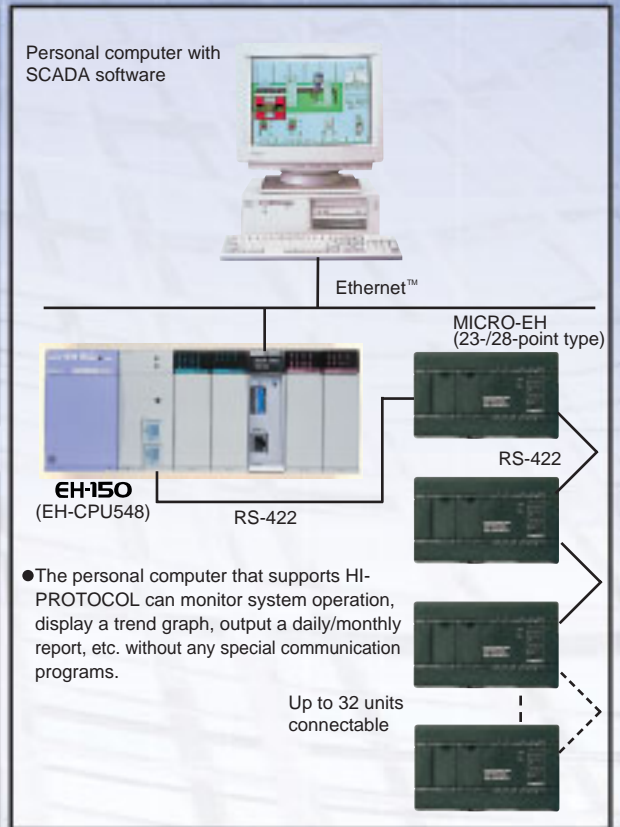 Personal computer with
SCADA software
Ethernet™
MICRO-EH
(23-/28-point type)
RS-422
EH-150
(EH-CPU548)
RS-422
●The personal computer that supports HI-
PROTOCOL can monitor system operation,
display a trend graph, output a daily/monthly
report, etc. without any special communication
programs.
Up to 32 units
connectable